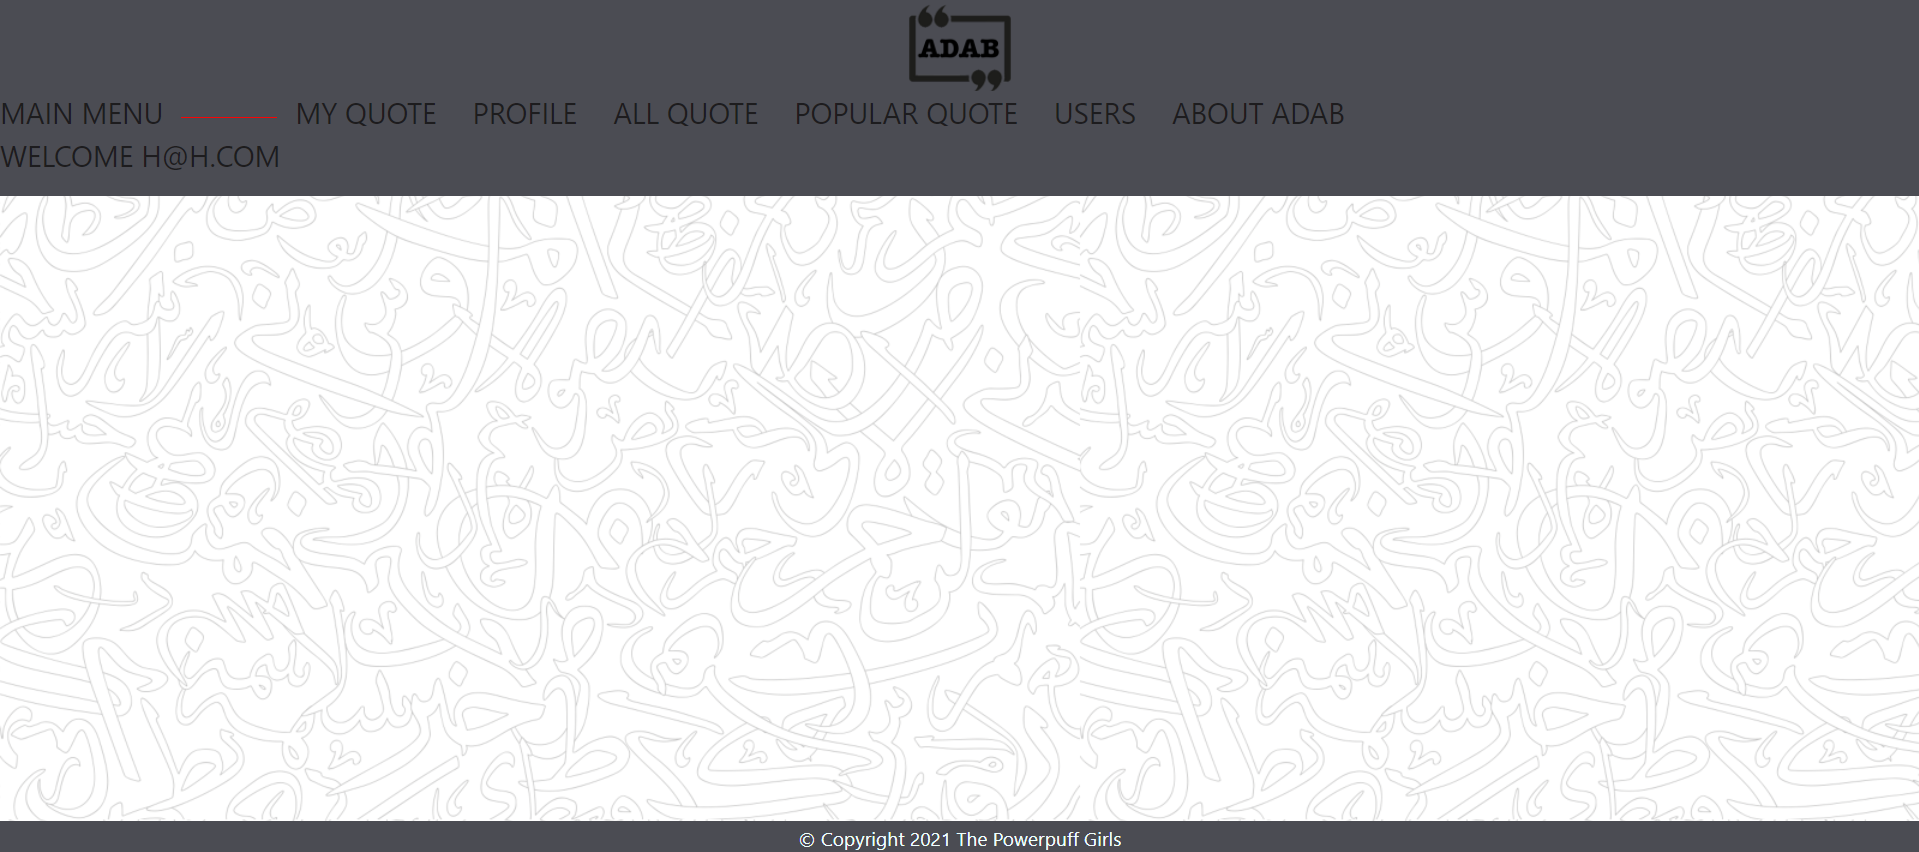 ADAB
MAIN MENU MY QUOTE PROFILE ALL QUOTE POPULAR QUOTE USERS ABOUT ADAB
WELCOME H@H.COM
© Copyright 2021 The Powerpuff Girls